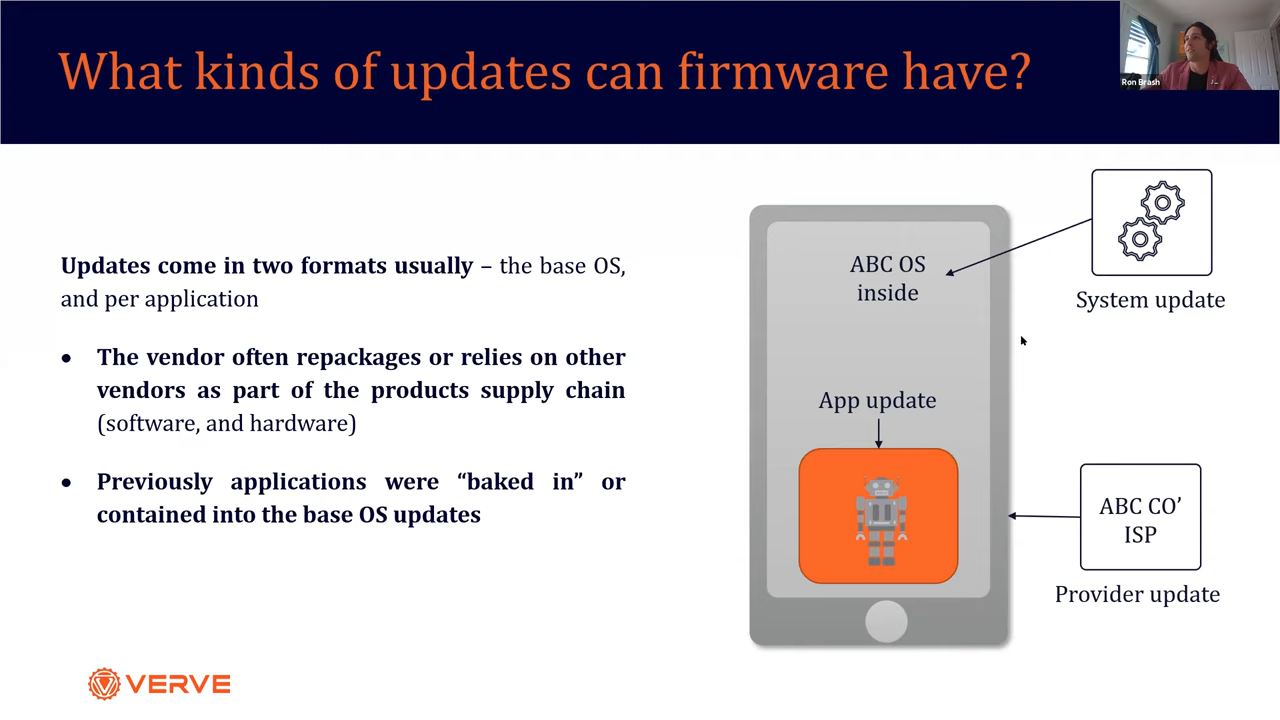 What kinds of updates can firmware have?
Ron Brash
Updates come in two formats usually – the base OS,
and per application
• The vendor often repackages or relies on other
vendors as part of the products supply chain
(software, and hardware)
• Previously applications were “baked in” or
contained into the base OS updates
ABC OS
inside
System update
App update
ABC CO’
ISP
Provider update
VERVE